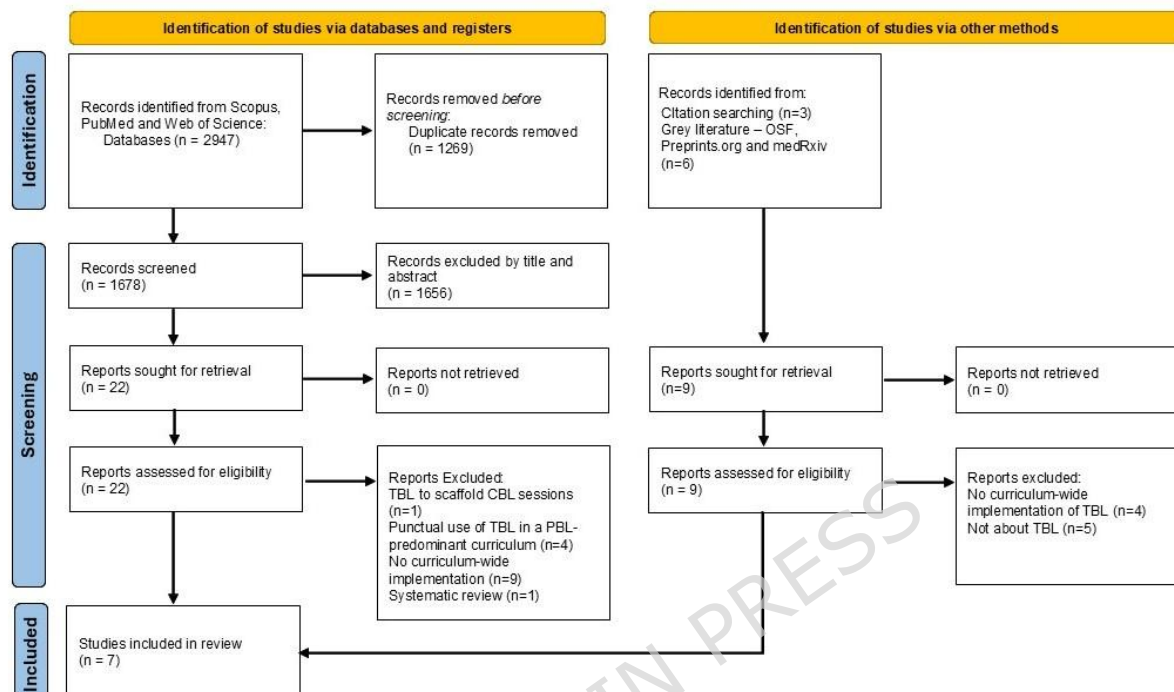 Identification of studies via databases and registers
Identification of studies via other methods
Identification
Records identified from Scopus,
PubMed and Web of Science:
Databases (n = 2947)
Records removed before
screening:
Duplicate records removed
(n = 1269)
Records identified from:
CItation searching (n=3)
Grey literature – OSF,
Preprints.org and medRxiv
(n=6)
Screening
Records screened
(n = 1678)
Records excluded by title and
abstract
(n = 1656)
Reports sought for retrieval
(n = 22)
Reports not retrieved
(n = 0)
Reports sought for retrieval
(n=9)
Reports not retrieved
(n = 0)
Reports assessed for eligibility
(n = 22)
Reports Excluded:
TBL to scaffold CBL sessions
(n=1)
Punctual use of TBL in a PBL-
predominant curriculum (n=4)
No curriculum-wide
implementation (n=9)
Systematic review (n=1)
Reports assessed for eligibility
(n = 9)
Reports excluded:
No curriculum-wide
implementation of TBL (n=4)
Not about TBL (n=5)
Included
Studies included in review
(n = 7)
IN PRESS